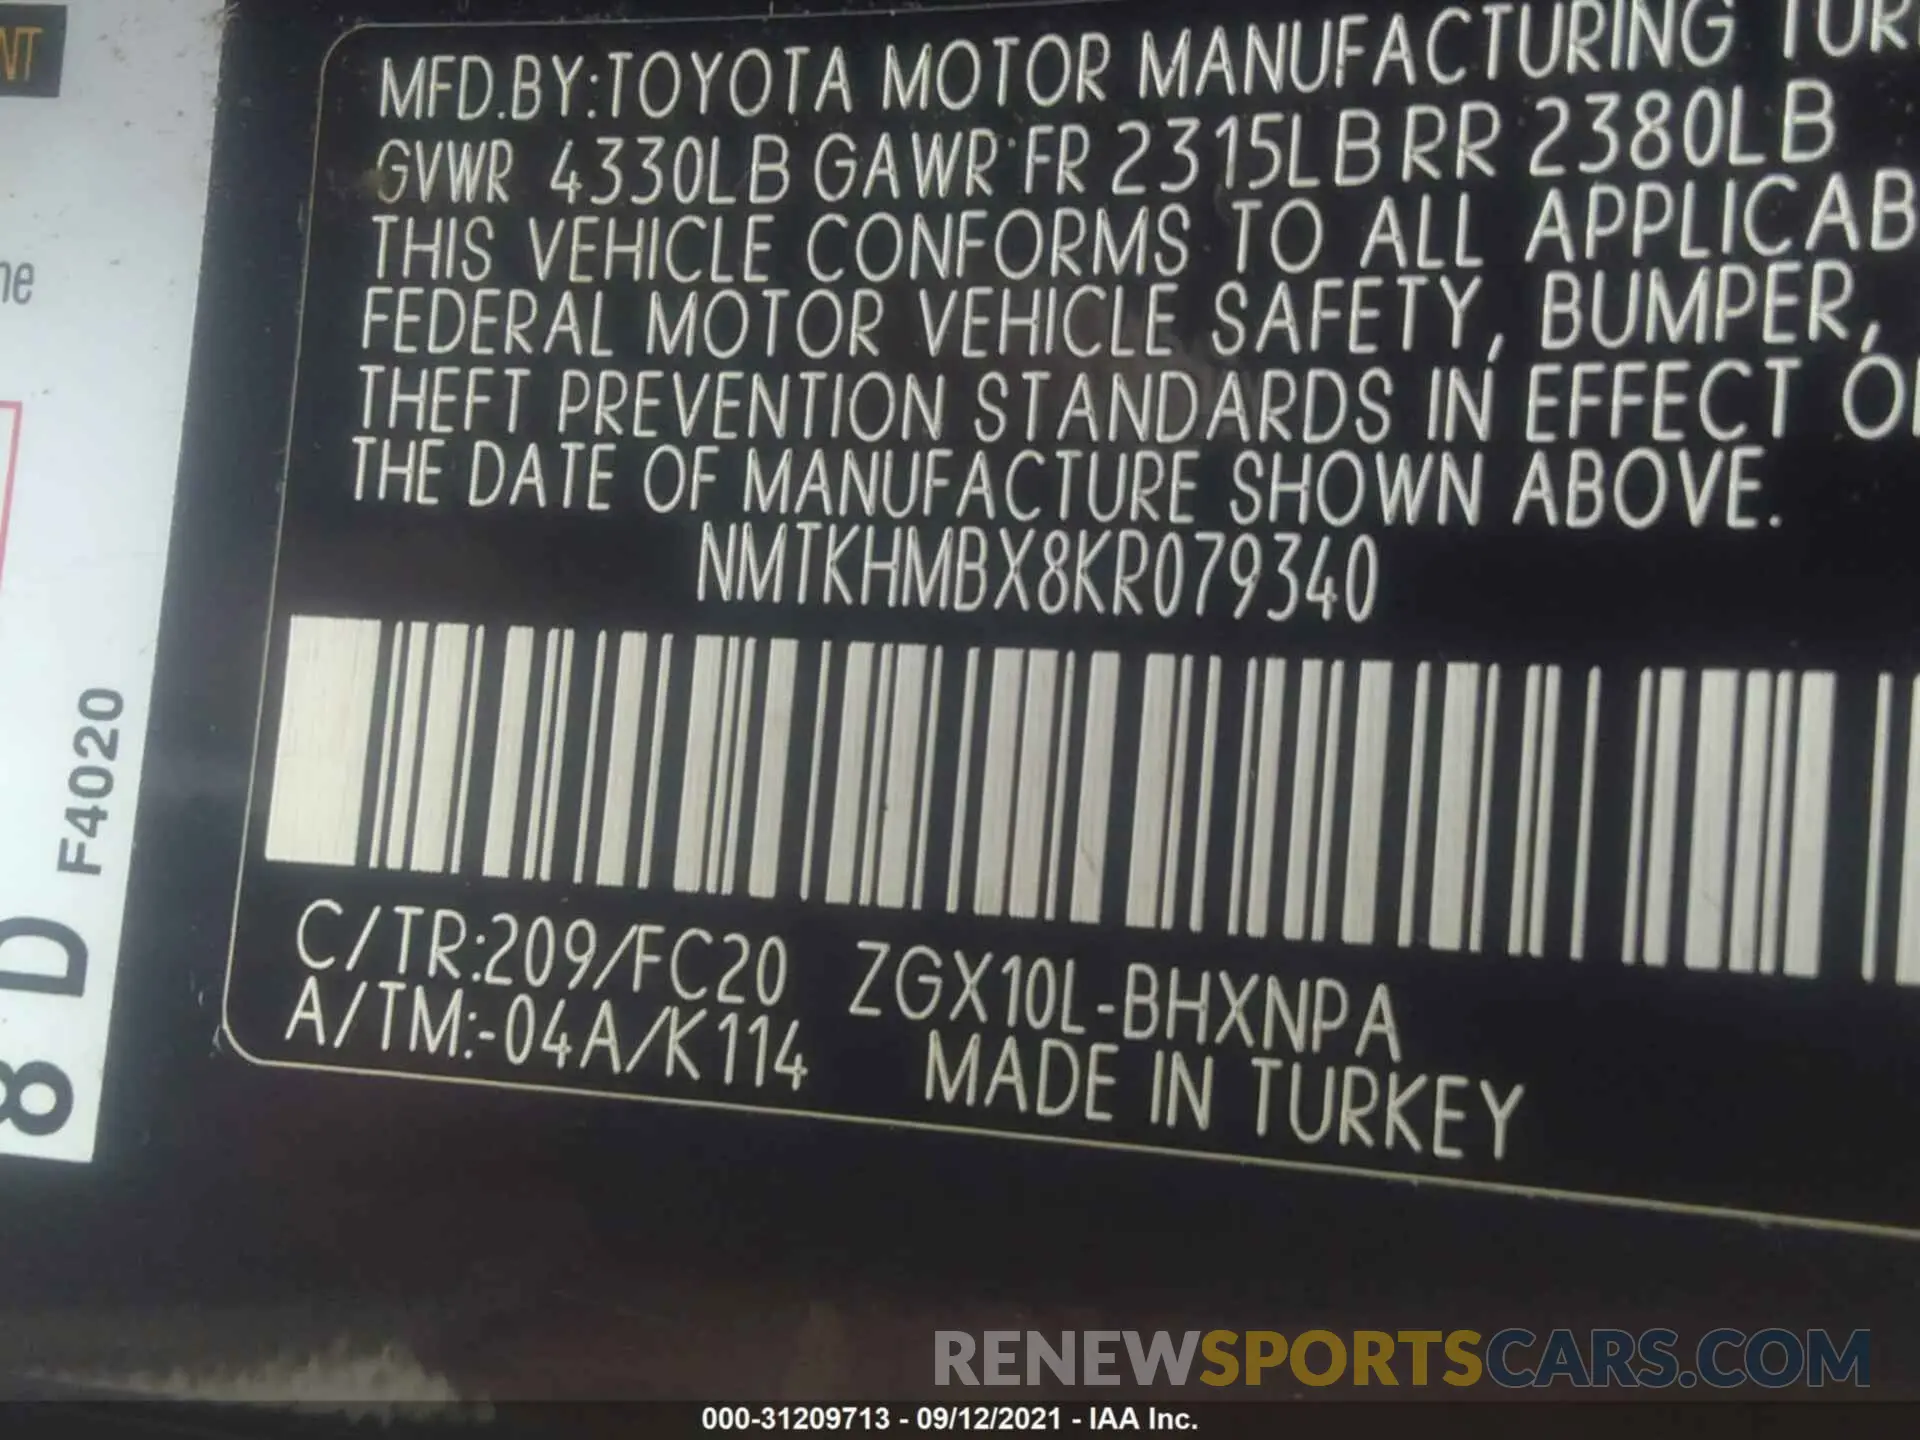 NT
MFD.BY:TOYOTA MOTOR MANUFACTURING TUR
GVWR 4330LB GAWR FR 2315LB RR 2380LB
THIS VEHICLE CONFORMS TO ALL APPLICAB
FEDERAL MOTOR VEHICLE SAFETY, BUMPER,
THEFT PREVENTION STANDARDS IN EFFECT O
THE DATE OF MANUFACTURE SHOWN ABOVE.
NMTKHMBX8KR079340
C/TR:209/FC20 ZGX10L-BHXNPA
A/TM:-04A/K114 MADE IN TURKEY
ne
F4020
8 D
RENEWSPORTSCARS.COM
000-31209713 - 09/12/2021 - IAA Inc.